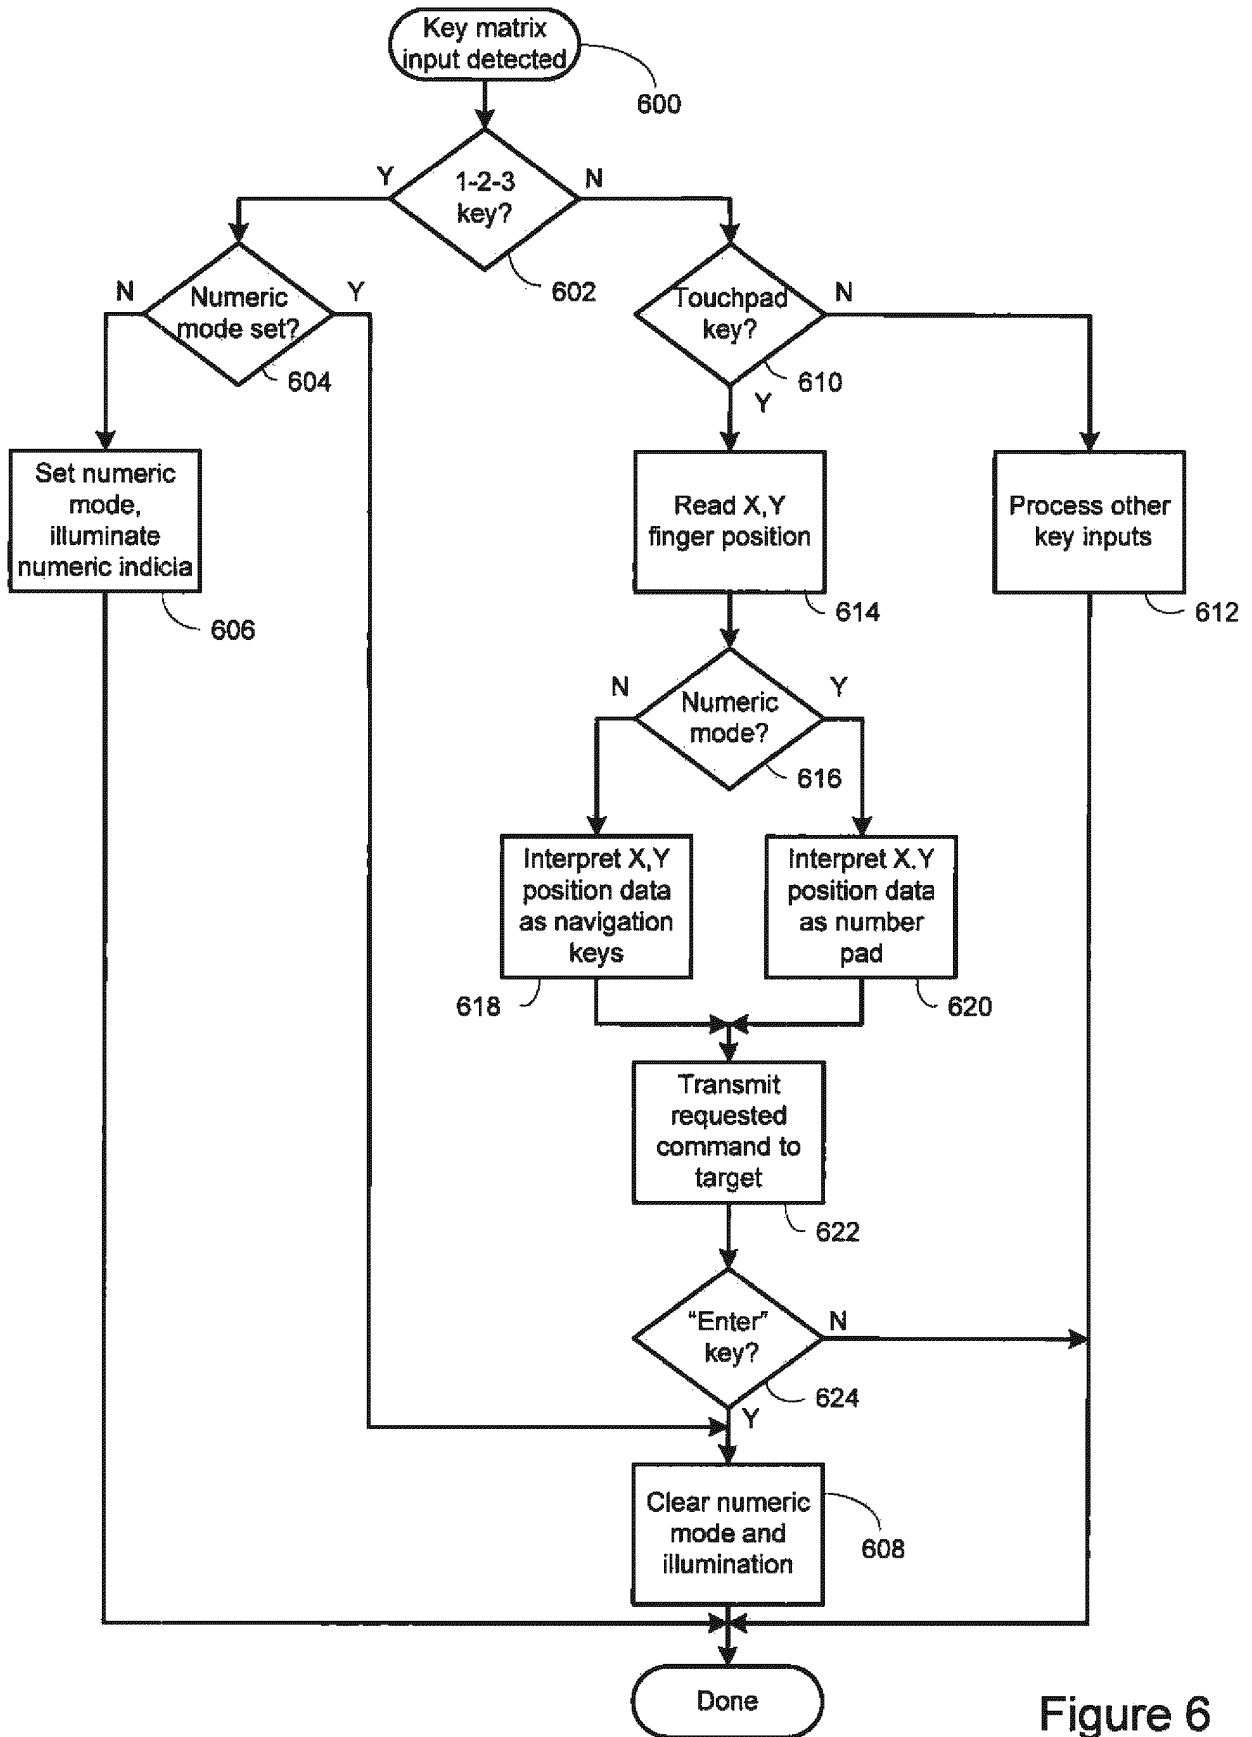 Key matrix
input detected
600
Y
1-2-3
key?
N
602
N
Numeric
mode set?
Y
604
Touchpad
key?
N
610
Y
Set numeric
mode,
illuminate
numeric indicia
606
Read X,Y
finger position
614
Process other
key inputs
612
N
Numeric
mode?
Y
616
Interpret X,Y
position data
as navigation
keys
618
Interpret X.Y
position data
as number
pad
620
Transmit
requested
command to
target
622
“Enter”
key?
N
624
Y
Clear numeric
mode and
illumination
608
Done
Figure 6